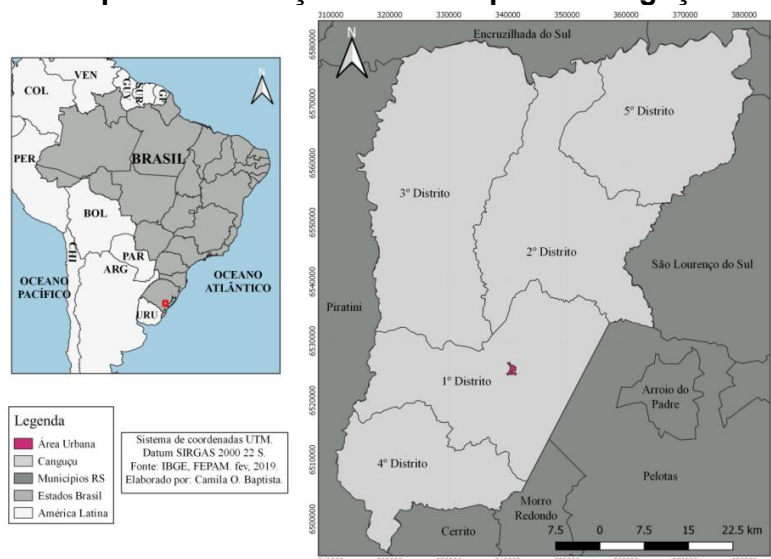 N
VEN
COL
GUY
SUR
GF
PER
BRASIL
BOL
CHI
PAR
ARG
OCEANO
PACÍFICO
OCEANO
ATLÂNTICO
URU
Legenda
Área Urbana
Canguçu
Municípios RS
Estados Brasil
América Latina
Sistema de coordenadas UTM.
Datum SIRGAS 2000 22 S.
Fonte: IBGE, FEPAM. fev, 2019.
Elaborado por: Camila O. Baptista.
310000 320000 330000 340000 350000 360000 370000 380000
N
Encruzilhada do Sul
6580000
6570000
6560000
6550000
6540000
6530000
6520000
6510000
6500000
5º Distrito
3º Distrito
2º Distrito
São Lourenço do Sul
Piratini
1º Distrito
Arroio do
Padre
4º Distrito
Pelotas
Morro
Redondo
Cerrito
7.5 0 7.5 15 22.5 km